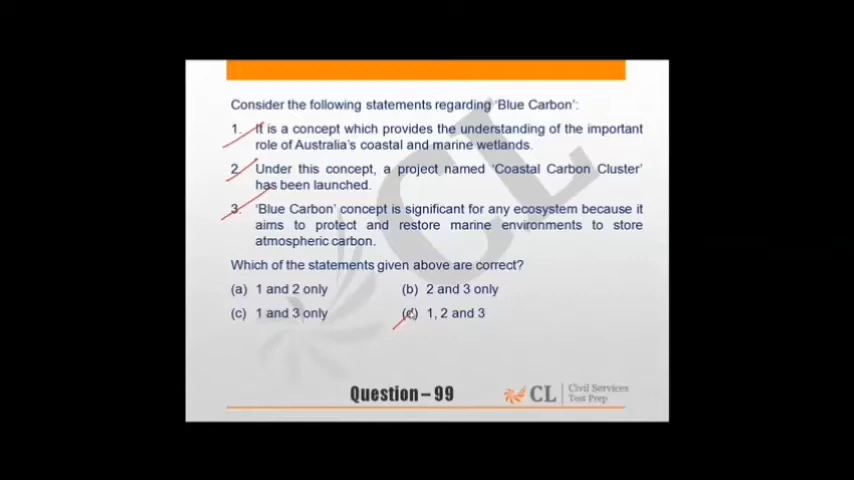 Consider the following statements regarding 'Blue Carbon':
1. It is a concept which provides the understanding of the important
role of Australia's coastal and marine wetlands.
2. Under this concept, a project named 'Coastal Carbon Cluster'
has been launched.
3. 'Blue Carbon' concept is significant for any ecosystem because it
aims to protect and restore marine environments to store
atmospheric carbon.
Which of the statements given above are correct?
(a) 1 and 2 only (b) 2 and 3 only
(c) 1 and 3 only (d) 1, 2 and 3
CL
Question – 99
CL Civil Services
Test Prep